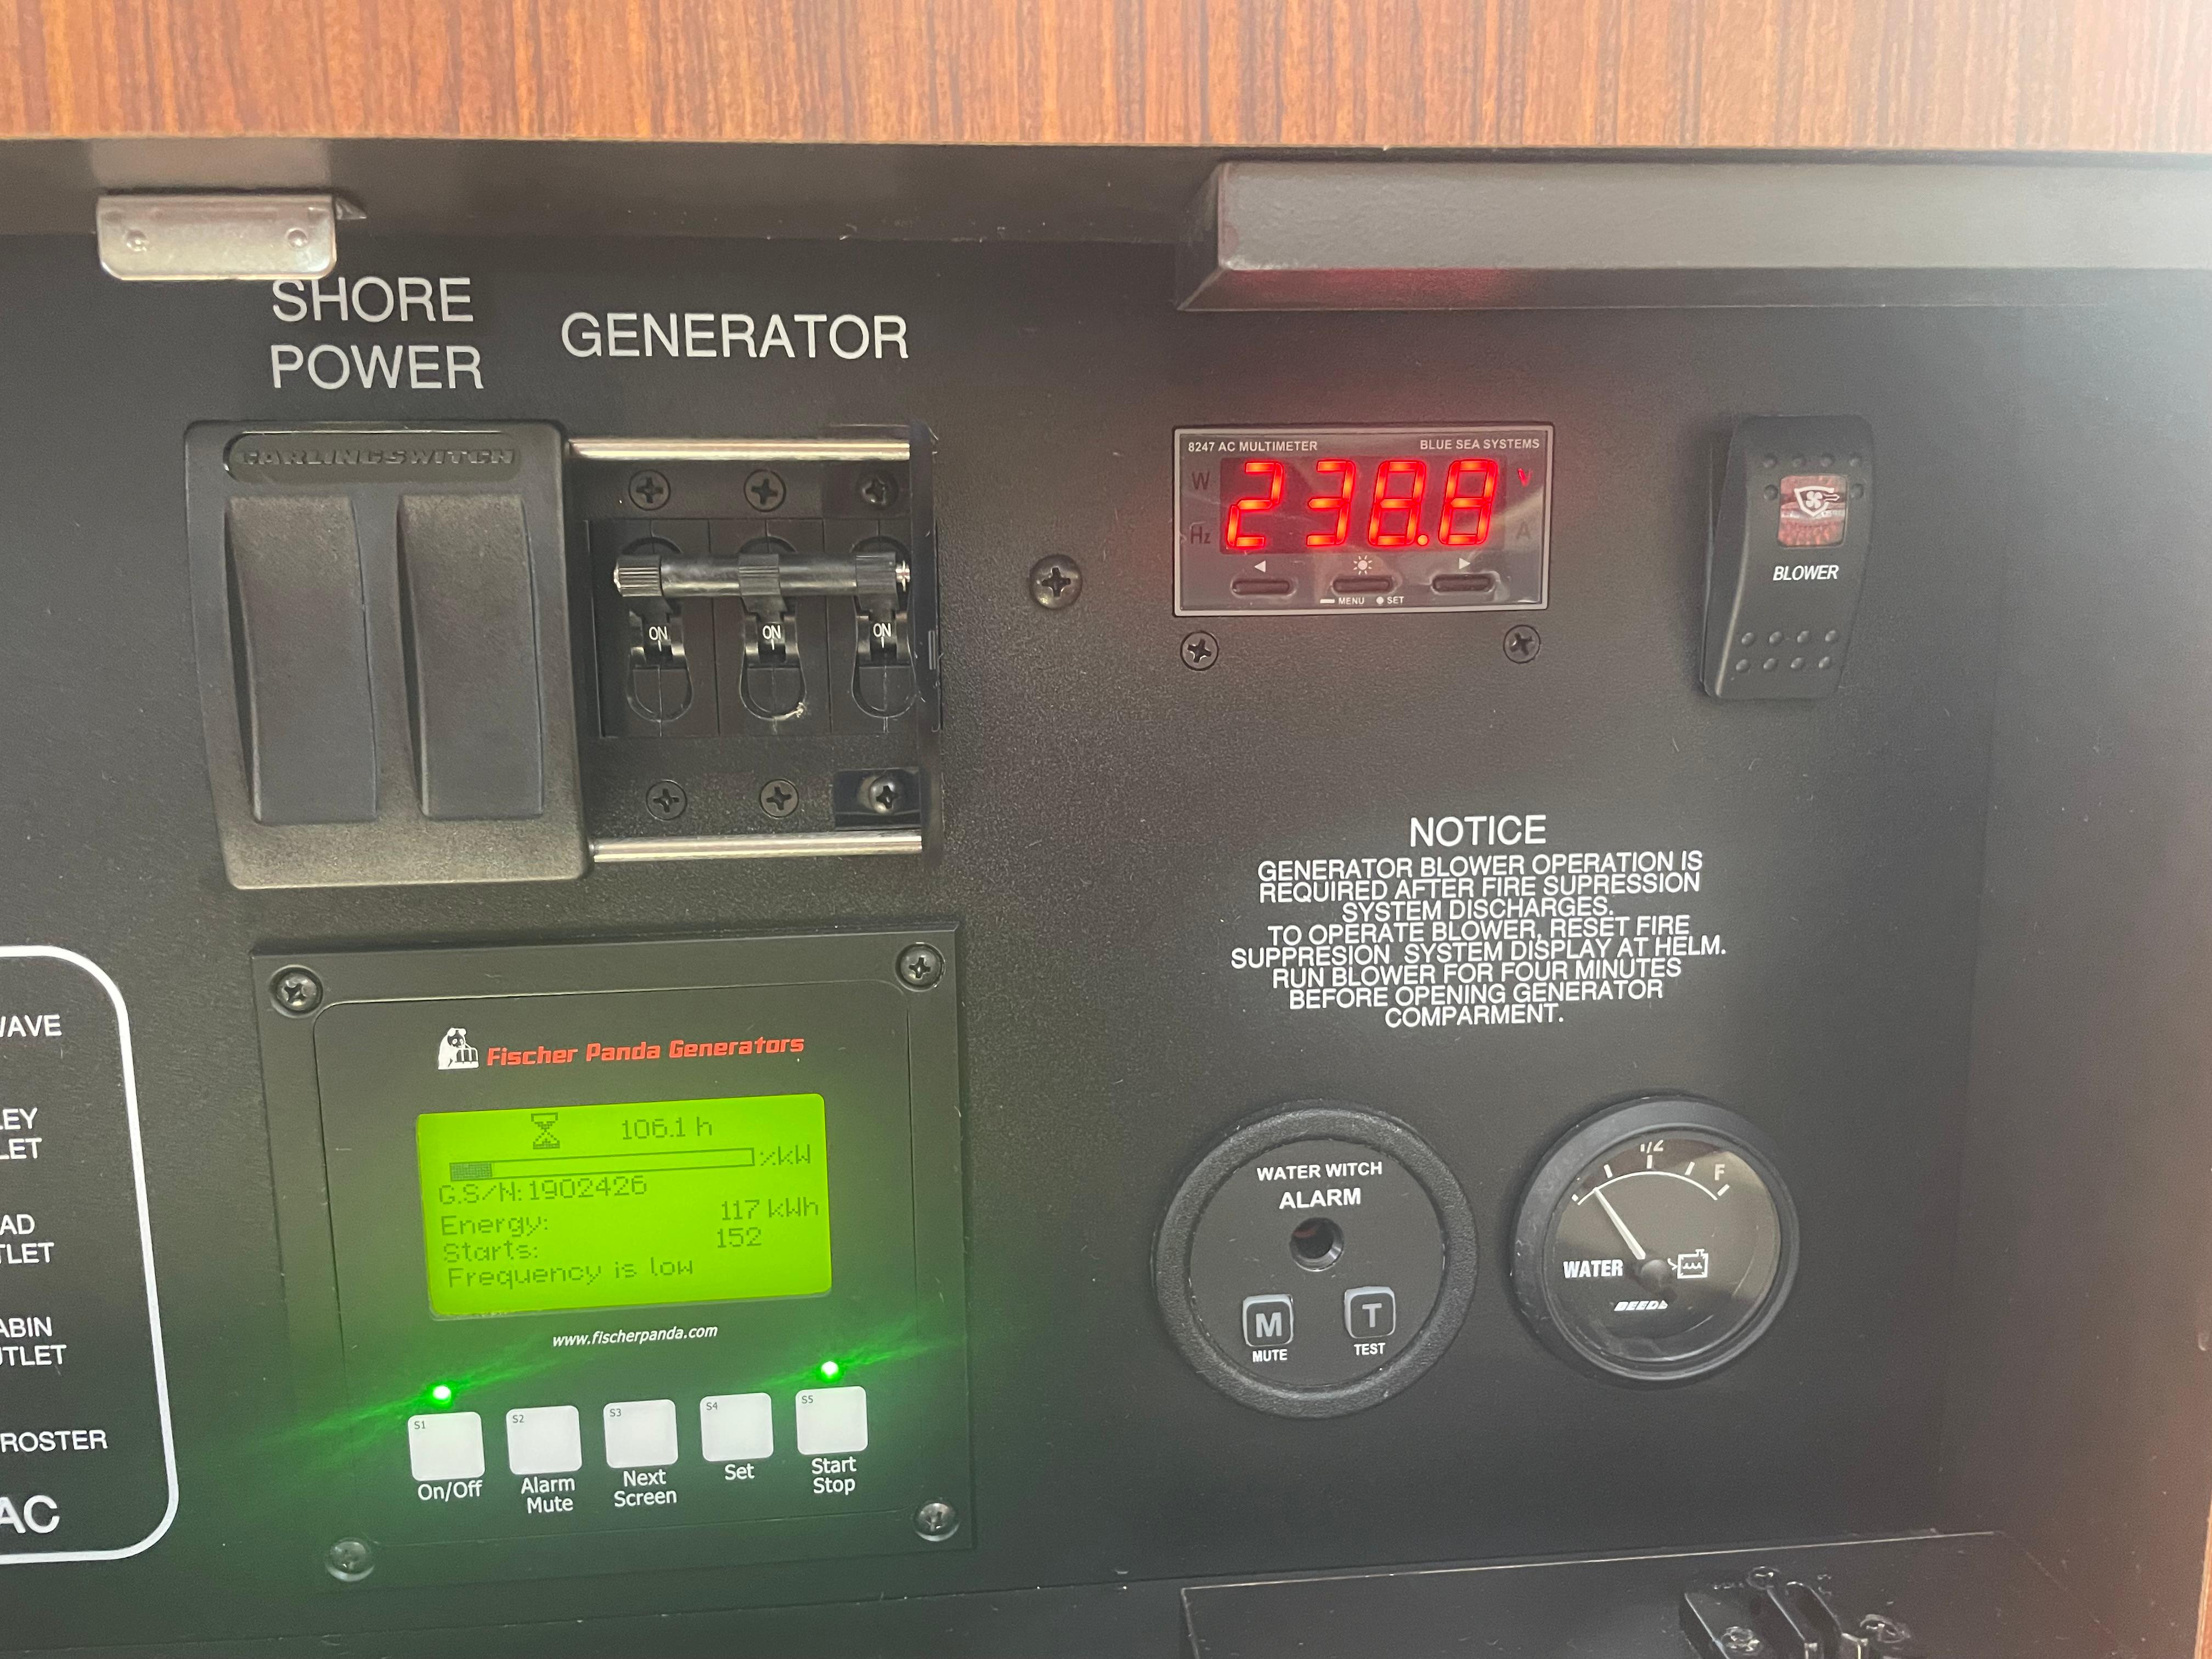 SHORE
POWER
GENERATOR
CARLINGSWITCH
ON
ON
ON
8247 AC MULTIMETER
BLUE SEA SYSTEMS
W
238.8
V
Hz
A
MENU
SET
BLOWER
NOTICE
GENERATOR BLOWER OPERATION IS
REQUIRED AFTER FIRE SUPRESSION
SYSTEM DISCHARGES.
TO OPERATE BLOWER, RESET FIRE
SUPPRESION SYSTEM DISPLAY AT HELM.
RUN BLOWER FOR FOUR MINUTES
BEFORE OPENING GENERATOR
COMPARMENT.
Fischer Panda Generators
106.1 h
%kW
G.S/N: 1902426
Energy: 117 kWh
Starts: 152
Frequency is low
www.fischerpanda.com
S1
S2
S3
S4
S5
On/Off
Alarm
Mute
Next
Screen
Set
Start
Stop
WATER WITCH
ALARM
M
T
MUTE
TEST
1/2
F
WATER
BEEDE
WAVE
LEY
LET
AD
TLET
ABIN
UTLET
ROSTER
AC